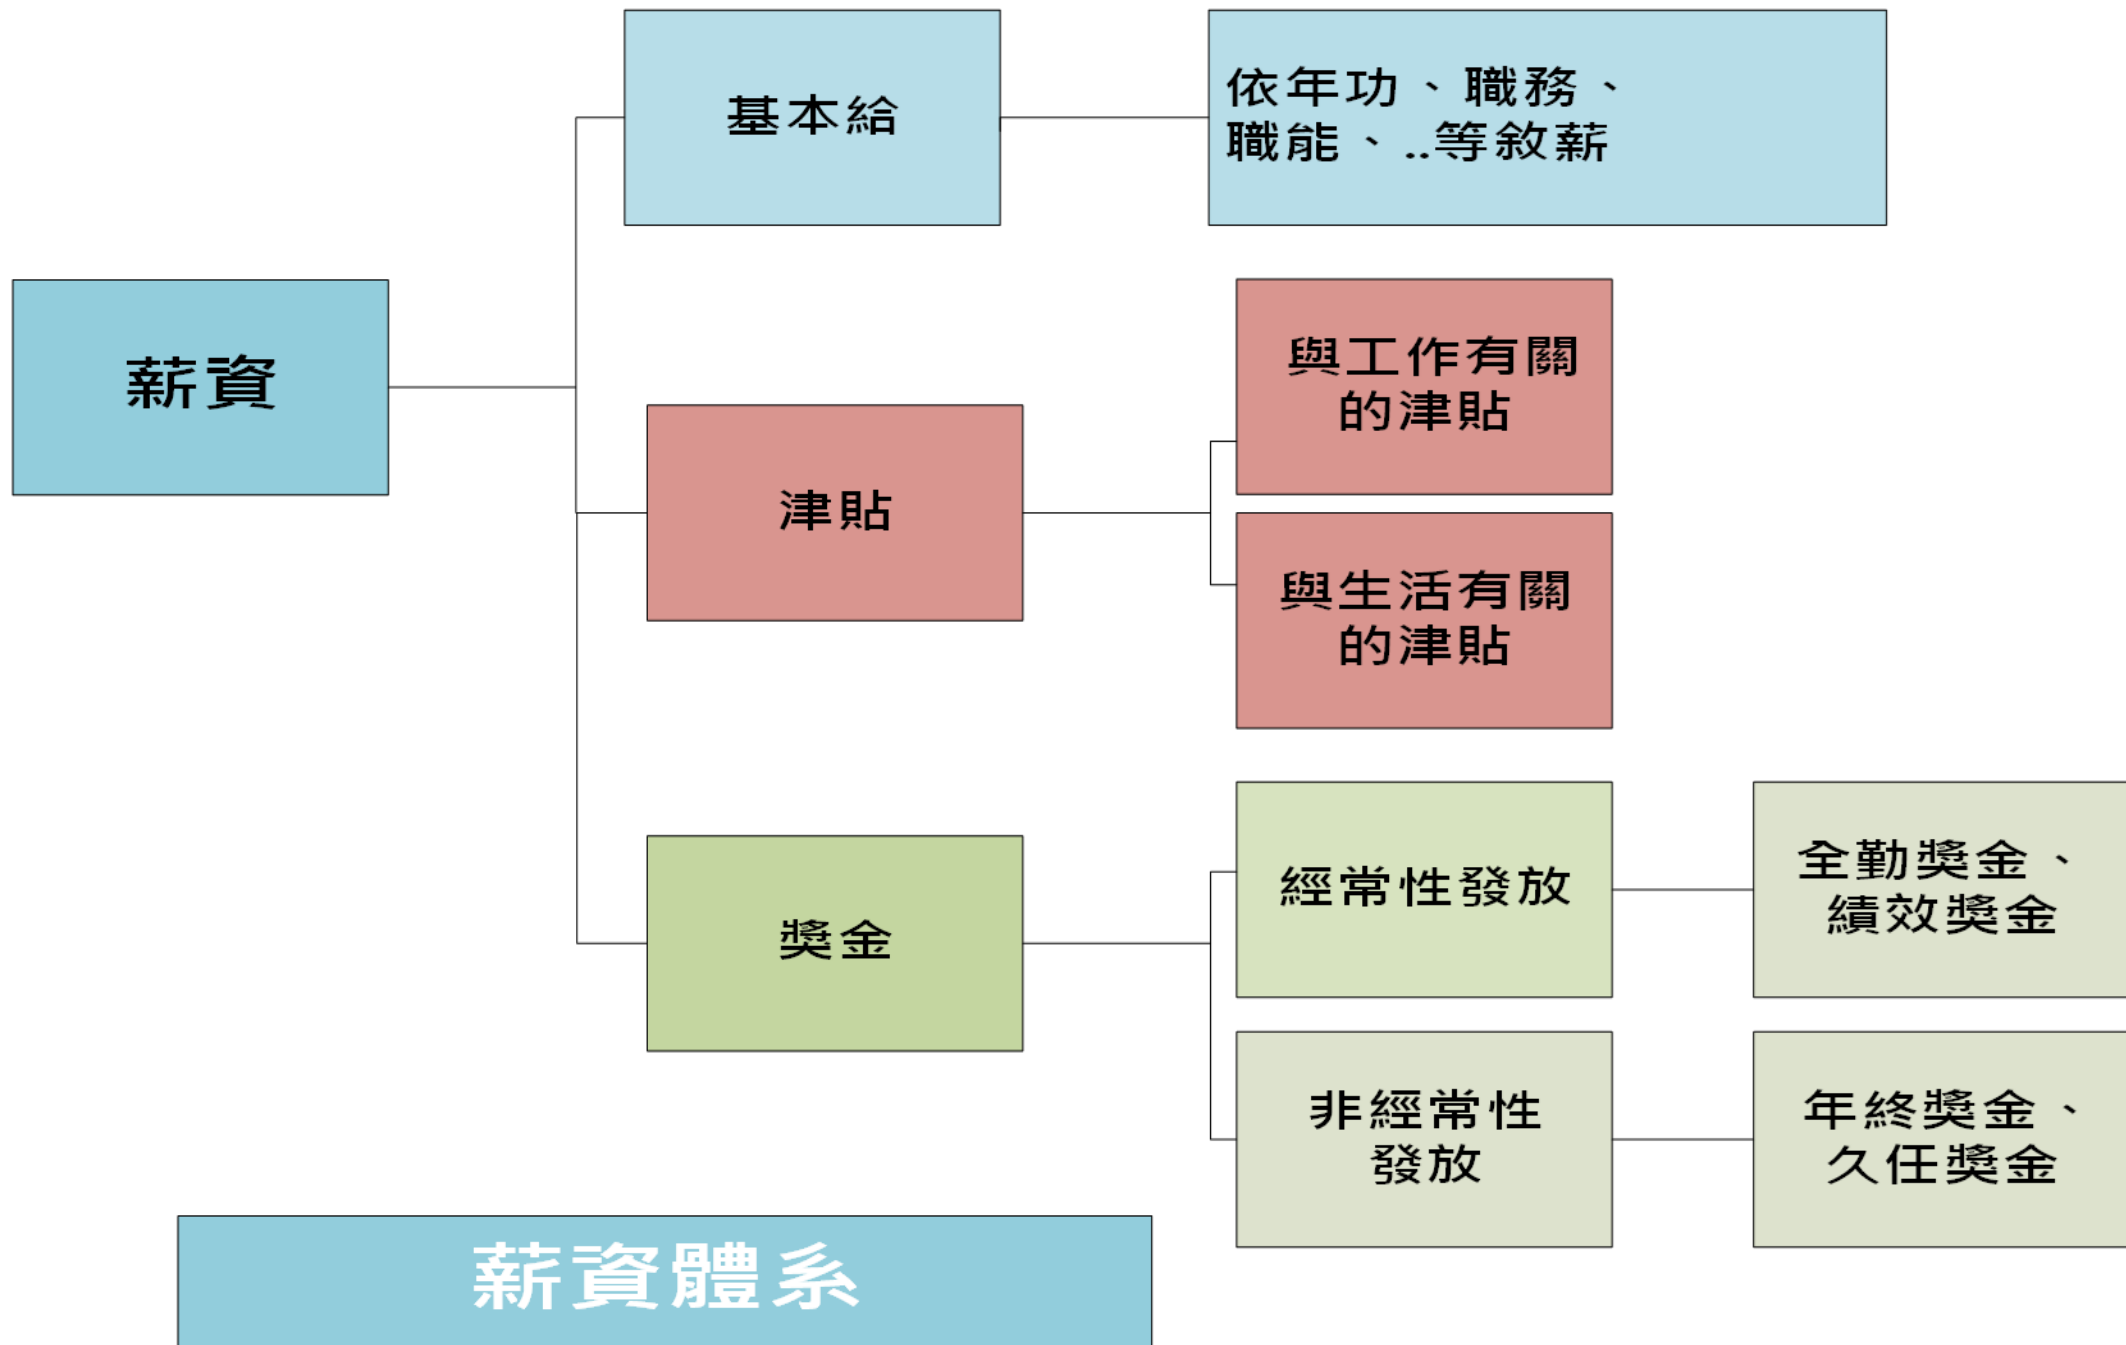 薪資
基本給
依年功、職務、
職能、..等敘薪
津貼
與工作有關
的津貼
與生活有關
的津貼
獎金
經常性發放
全勤獎金、
績效獎金
非經常性
發放
年終獎金、
久任獎金
薪資體系